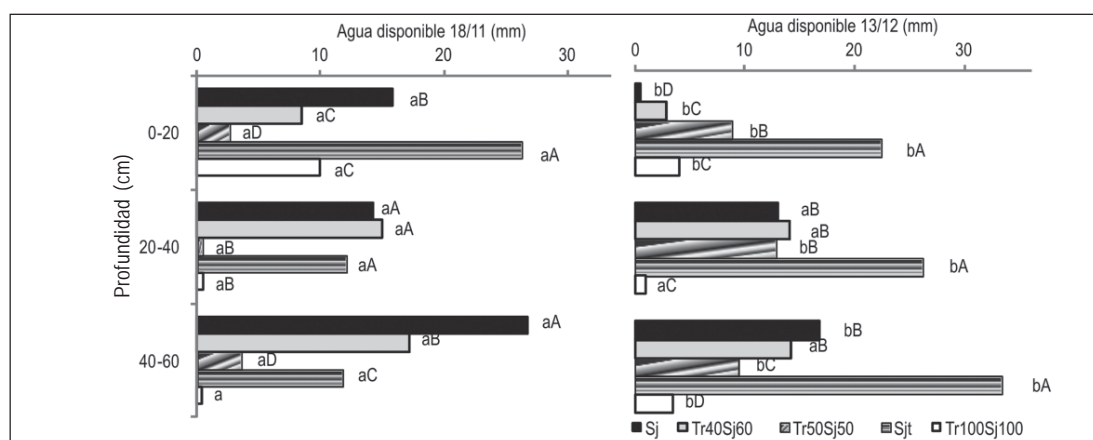 Agua disponible 18/11 (mm)
0 10 20 30
Profundidad (cm)
0-20
aB
aC
aD
aA
aC
20-40
aA
aA
aB
aA
aB
40-60
aA
aB
aD
aC
a
Agua disponible 13/12 (mm)
0 10 20 30
bD
bC
bB
bA
bC
aB
aB
bB
bA
aC
bB
aB
bC
bA
bD
Sj Tr40Sj60 Tr50Sj50 Sjt Tr100Sj100